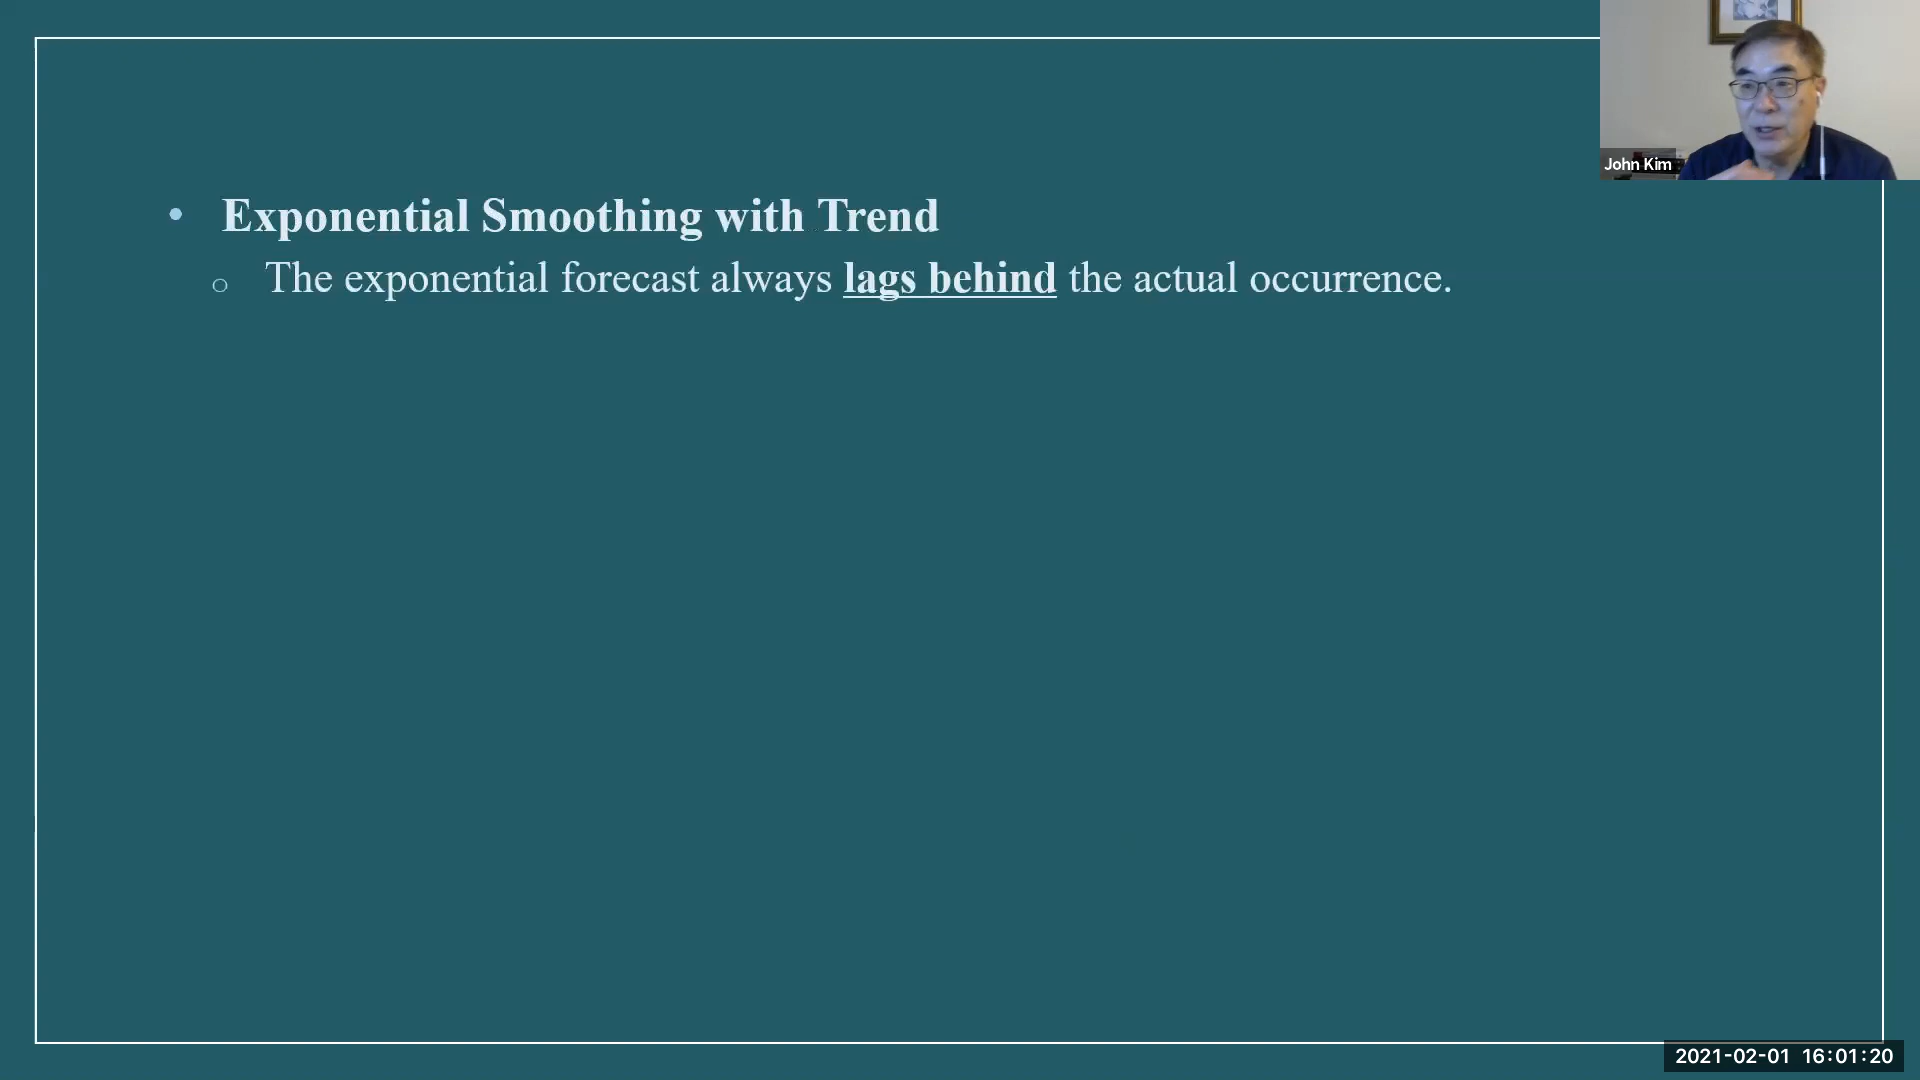 John Kim
• Exponential Smoothing with Trend
○ The exponential forecast always lags behind the actual occurrence.
2021-02-01 16:01:20